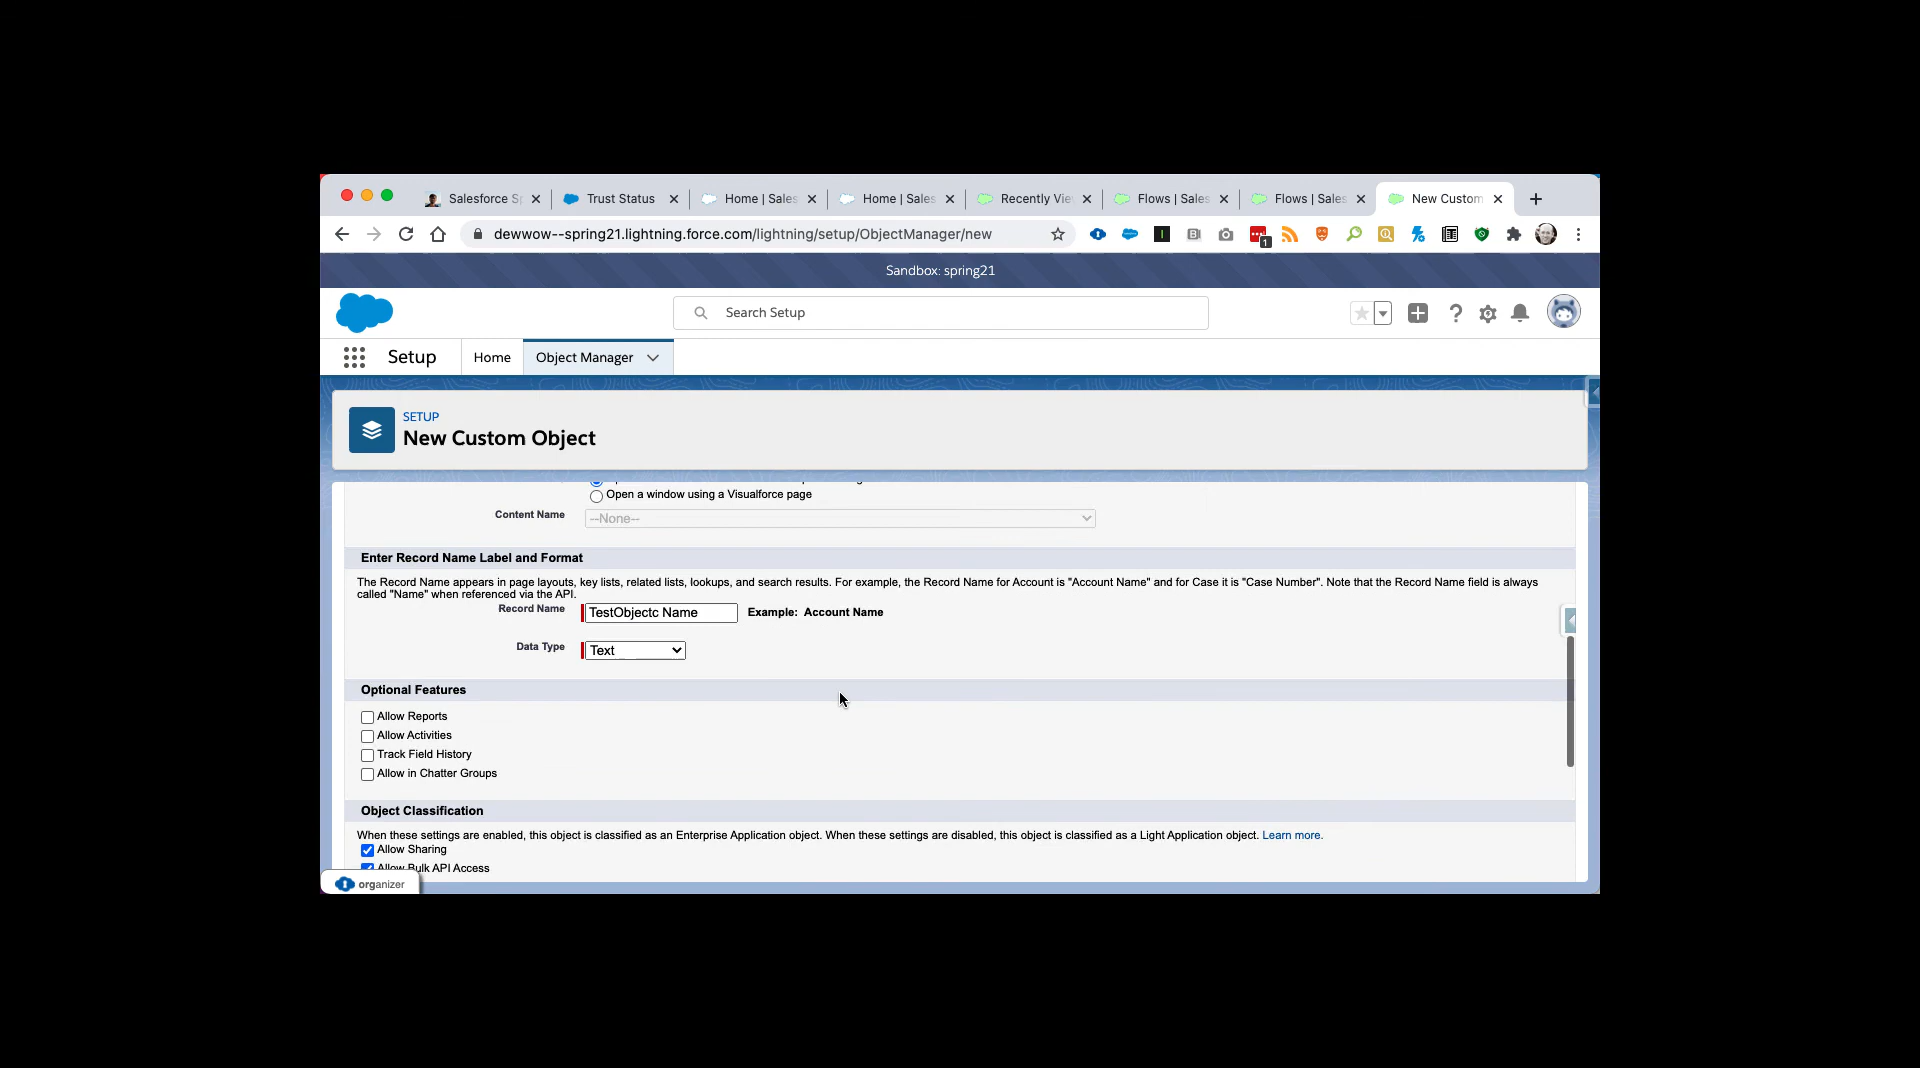 Salesforce S
Trust Status
Home | Sales
Home | Sales
Recently Vie
Flows | Sales
Flows | Sales
New Custom
dewwow--spring21.lightning.force.com/lightning/setup/ObjectManager/new
1
Sandbox: spring21
Search Setup
Setup
Home
Object Manager
SETUP
New Custom Object
Open a window using a Visualforce page
Content Name
--None--
Enter Record Name Label and Format
The Record Name appears in page layouts, key lists, related lists, lookups, and search results. For example, the Record Name for Account is "Account Name" and for Case it is "Case Number". Note that the Record Name field is always
called "Name" when referenced via the API.
Record Name
TestObjectc Name
Example: Account Name
Data Type
Text
Optional Features
Allow Reports
Allow Activities
Track Field History
Allow in Chatter Groups
Object Classification
When these settings are enabled, this object is classified as an Enterprise Application object. When these settings are disabled, this object is classified as a Light Application object. Learn more.
Allow Sharing
Allow Bulk API Access
organizer